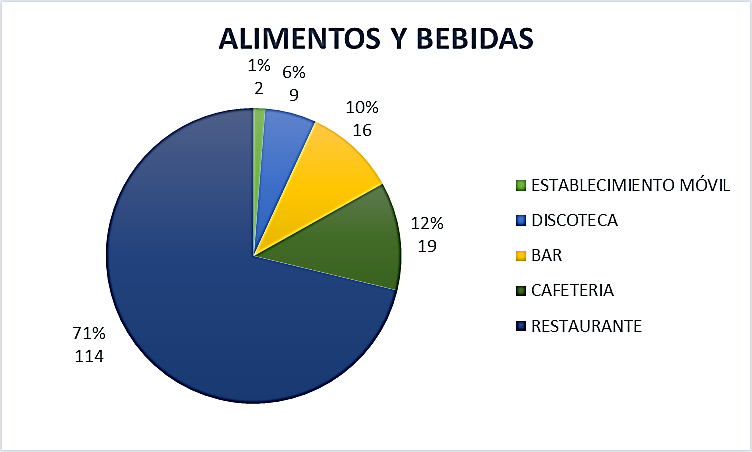 ALIMENTOS Y BEBIDAS
1%
2
6%
9
10%
16
12%
19
71%
114
ESTABLECIMIENTO MÓVIL
DISCOTECA
BAR
CAFETERIA
RESTAURANTE